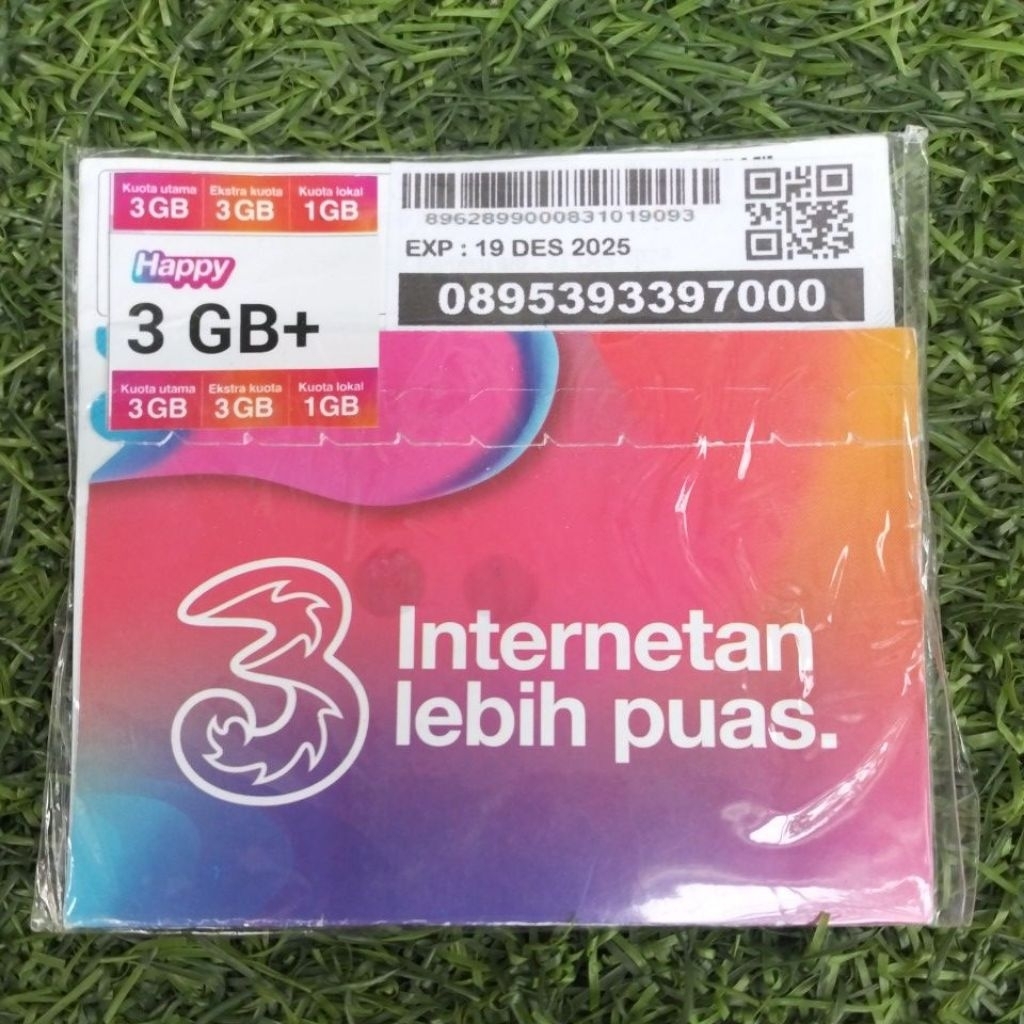 Kuota utama Ekstra kuota Kuota lokal
3GB 3GB 1GB
Happy
3 GB+
Kuota utama Ekstra kuota Kuota lokal
3GB 3GB 1GB
8962899000831019093
EXP : 19 DES 2025
0895393397000
3
Internetan
lebih puas.